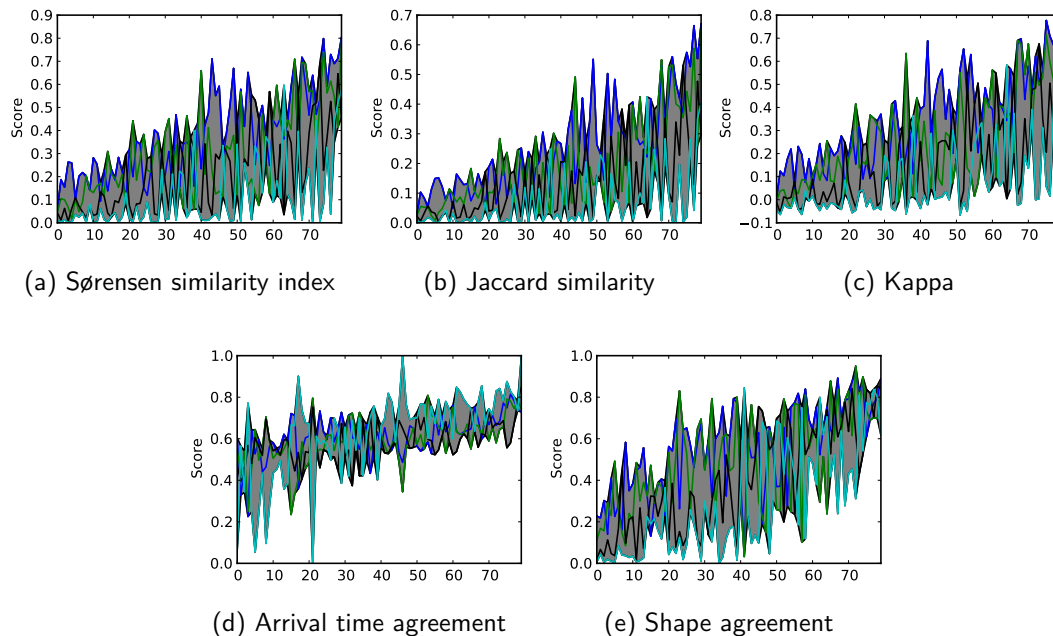 0.9
0.8
0.7
0.6
0.5
0.4
0.3
0.2
0.1
0.0
Score
0 10 20 30 40 50 60 70
(a) Sørensen similarity index
0.7
0.6
0.5
0.4
0.3
0.2
0.1
0.0
Score
0 10 20 30 40 50 60 70
(b) Jaccard similarity
0.8
0.7
0.6
0.5
0.4
0.3
0.2
0.1
0.0
−0.1
Score
0 10 20 30 40 50 60 70
(c) Kappa
1.0
0.8
0.6
0.4
0.2
0.0
Score
0 10 20 30 40 50 60 70
(d) Arrival time agreement
1.0
0.8
0.6
0.4
0.2
0.0
Score
0 10 20 30 40 50 60 70
(e) Shape agreement